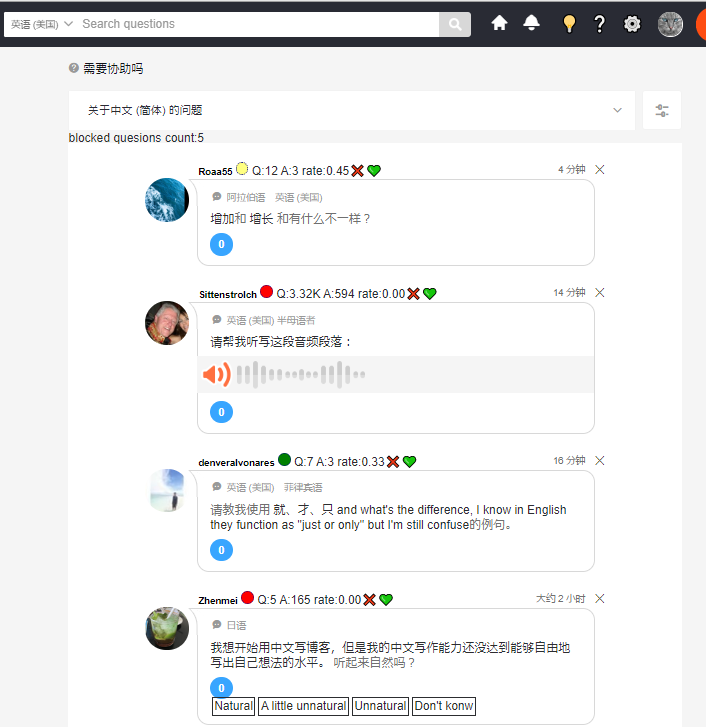 英语 (美国) Search questions
需要协助吗
关于中文 (简体) 的问题
blocked quesions count:5
Roaa55 Q:12 A:3 rate:0.45 4 分钟
阿拉伯语 英语 (美国)
增加和 增长 和有什么不一样？
0
Sittenstrolch Q:3.32K A:594 rate:0.00 14 分钟
英语 (美国) 半母语者
请帮我听写这段音频段落：
0
denveralvonares Q:7 A:3 rate:0.33 16 分钟
英语 (美国) 菲律宾语
请教我使用 就、才、只 and what's the difference, I know in English
they function as "just or only" but I'm still confuse的例句。
0
Zhenmei Q:5 A:165 rate:0.00 大约 2 小时
日语
我想开始用中文写博客，但是我的中文写作能力还没达到能够自由地
写出自己想法的水平。 听起来自然吗？
0
Natural A little unnatural Unnatural Don't konw